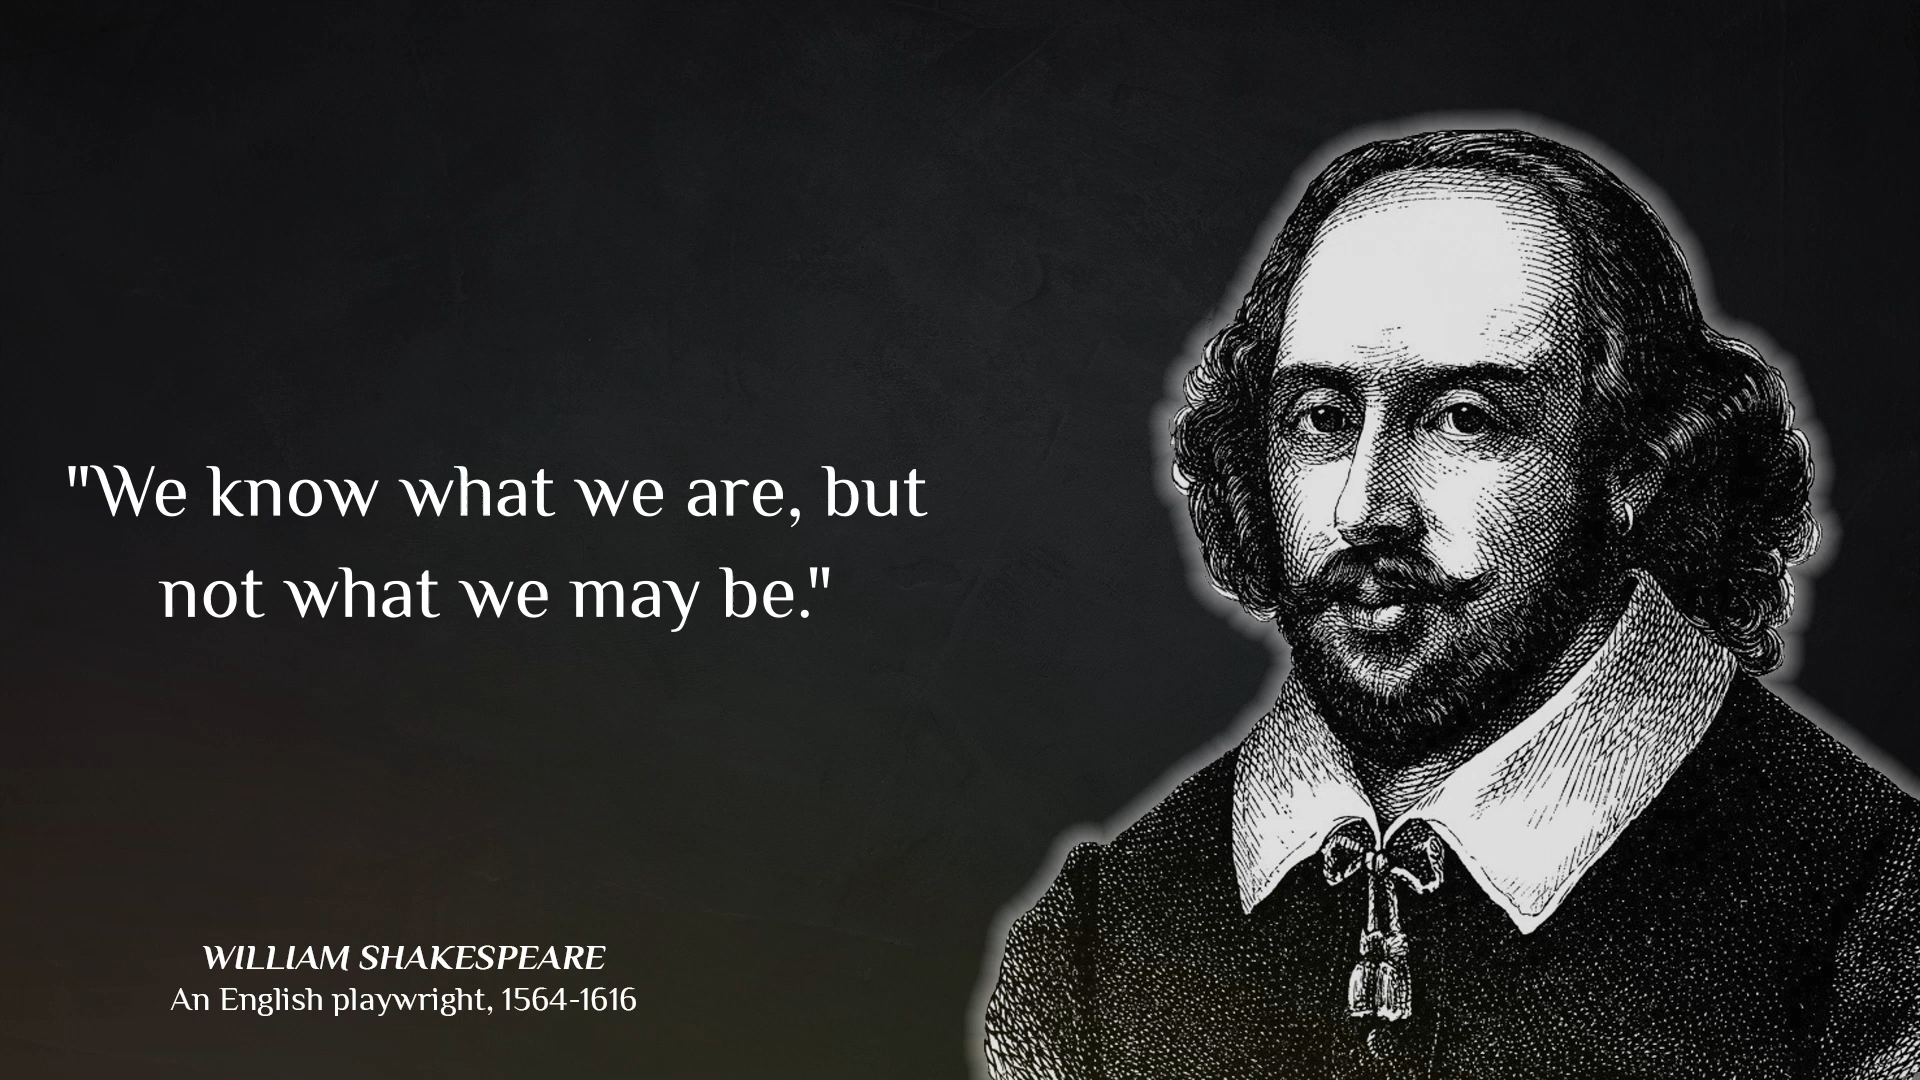 "We know what we are, but
not what we may be."
WILLIAM SHAKESPEARE
An English playwright, 1564-1616